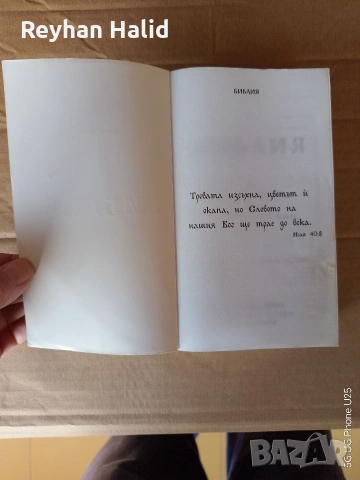 Reyhan Halid
БИБЛИЯ
Тревата изсъхна, цветът ѝ
окапа, но Словото на
нашия Бог ще трае до века.
Исая 40:8
BAZAR
5G UG Phone U25